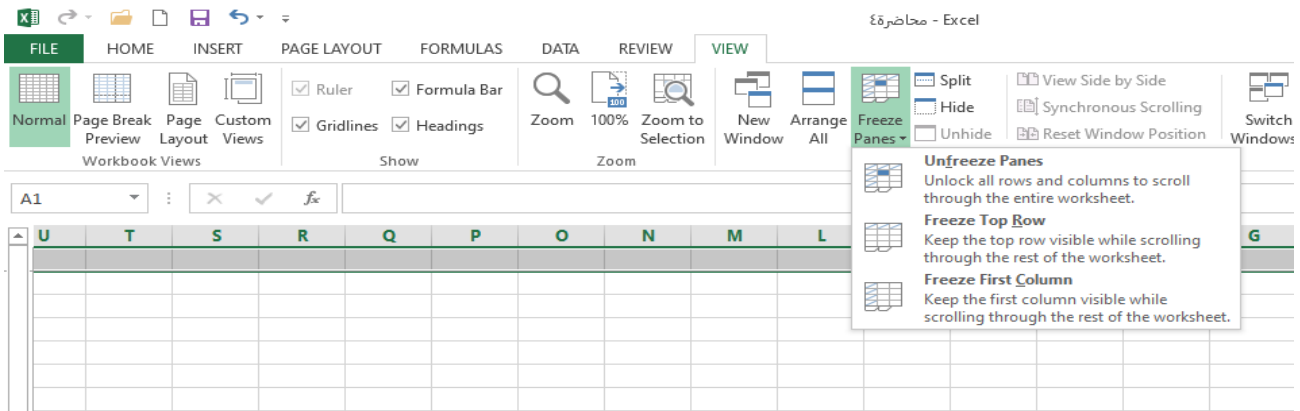 محاضرة٤ - Excel
FILE HOME INSERT PAGE LAYOUT FORMULAS DATA REVIEW VIEW
Normal
Page Break Preview
Page Layout
Custom Views
Workbook Views
Ruler
Formula Bar
Gridlines
Headings
Show
Zoom
100%
Zoom to Selection
Zoom
New Window
Arrange All
Freeze Panes
Split
Hide
Unhide
View Side by Side
Synchronous Scrolling
Reset Window Position
Switch Windows
Unfreeze Panes
Unlock all rows and columns to scroll
through the entire worksheet.
Freeze Top Row
Keep the top row visible while scrolling
through the rest of the worksheet.
Freeze First Column
Keep the first column visible while
scrolling through the rest of the worksheet.
A1
fx
U T S R Q P O N M L G